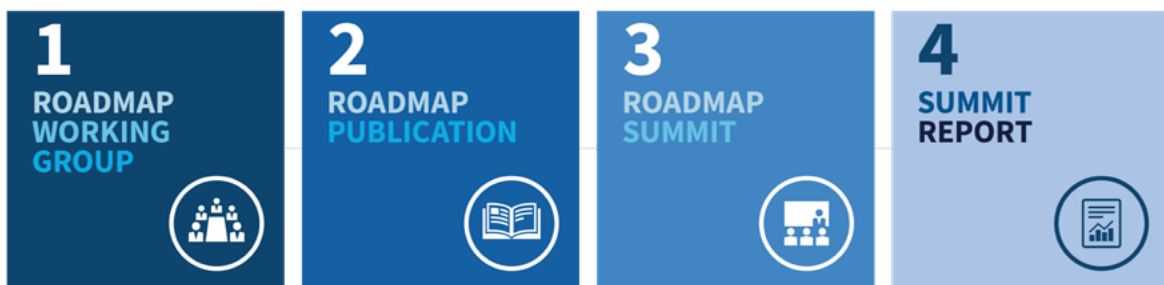 1
ROADMAP
WORKING
GROUP
2
ROADMAP
PUBLICATION
3
ROADMAP
SUMMIT
4
SUMMIT
REPORT